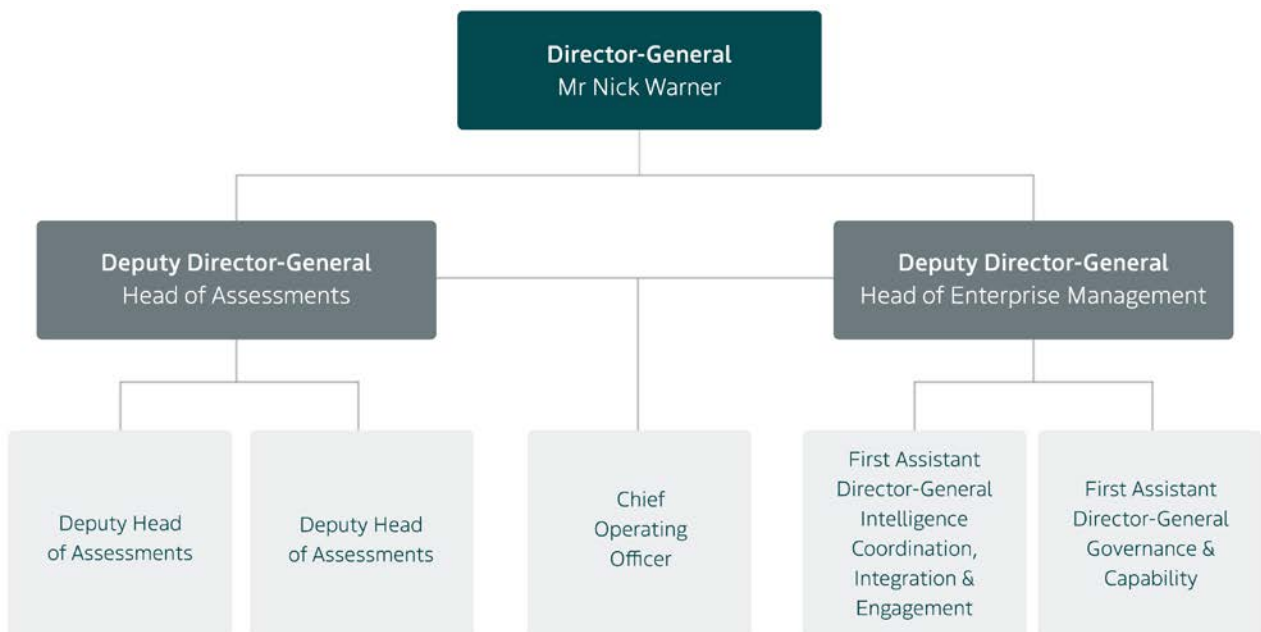 Director-General
Mr Nick Warner
Deputy Director-General
Head of Assessments
Deputy Director-General
Head of Enterprise Management
Deputy Head
of Assessments
Deputy Head
of Assessments
Chief
Operating
Officer
First Assistant
Director-General
Intelligence
Coordination,
Integration &
Engagement
First Assistant
Director-General
Governance &
Capability